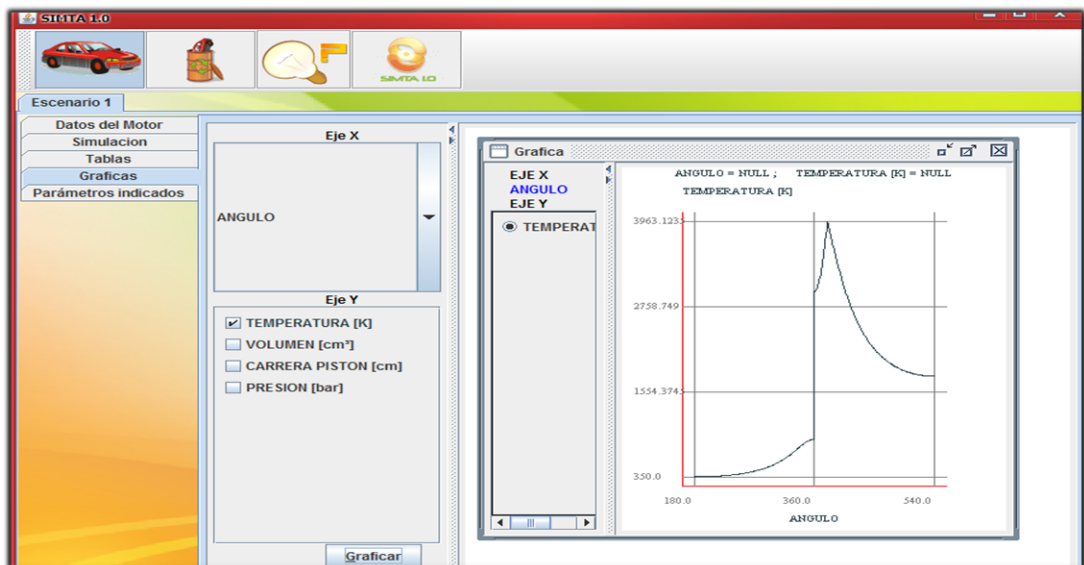 SIMTA 1.0
SIMTA 1.0
Escenario 1
Datos del Motor
Simulacion
Tablas
Graficas
Parámetros indicados
Eje X
ANGULO
Eje Y
TEMPERATURA [K]
VOLUMEN [cm³]
CARRERA PISTON [cm]
PRESION [bar]
Graficar
Grafica
EJE X
ANGULO
EJE Y
TEMPERAT
ANGULO = NULL ; TEMPERATURA [K] = NULL
TEMPERATURA [K]
3963.1235
2758.749
1554.3745
350.0
180.0 360.0 540.0
ANGULO